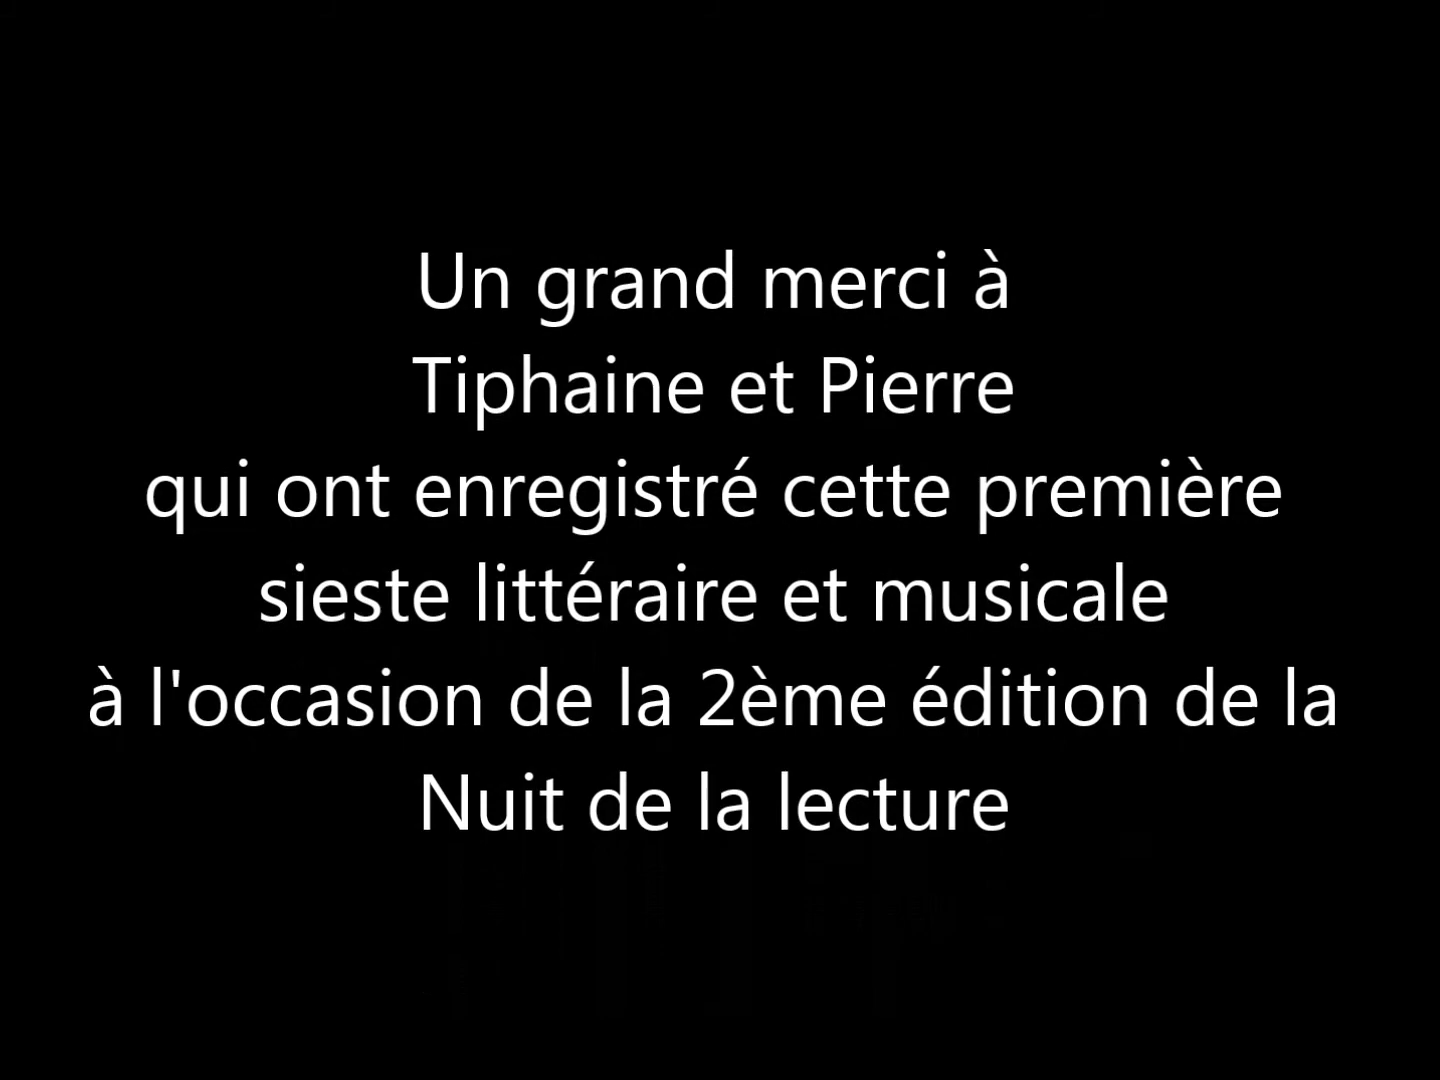 Un grand merci à
Tiphaine et Pierre
qui ont enregistré cette première
sieste littéraire et musicale
à l'occasion de la 2ème édition de la
Nuit de la lecture